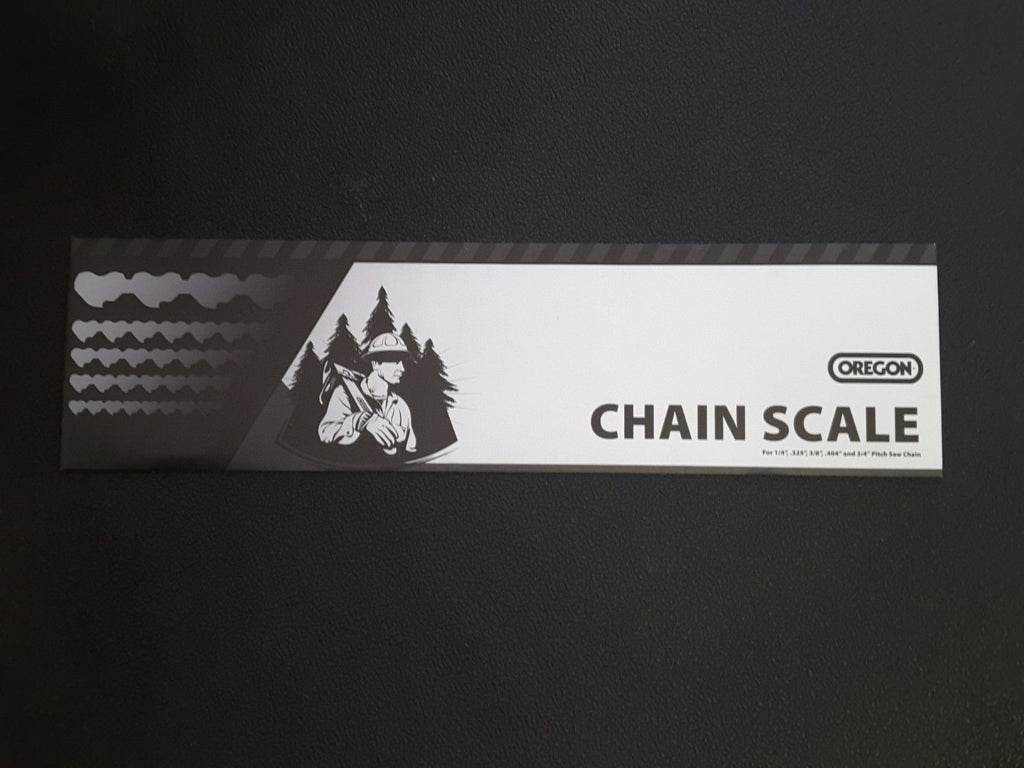 OREGON
CHAIN SCALE
For 1/4", .325", 3/8", .404" and 3/4" Pitch Saw Chain